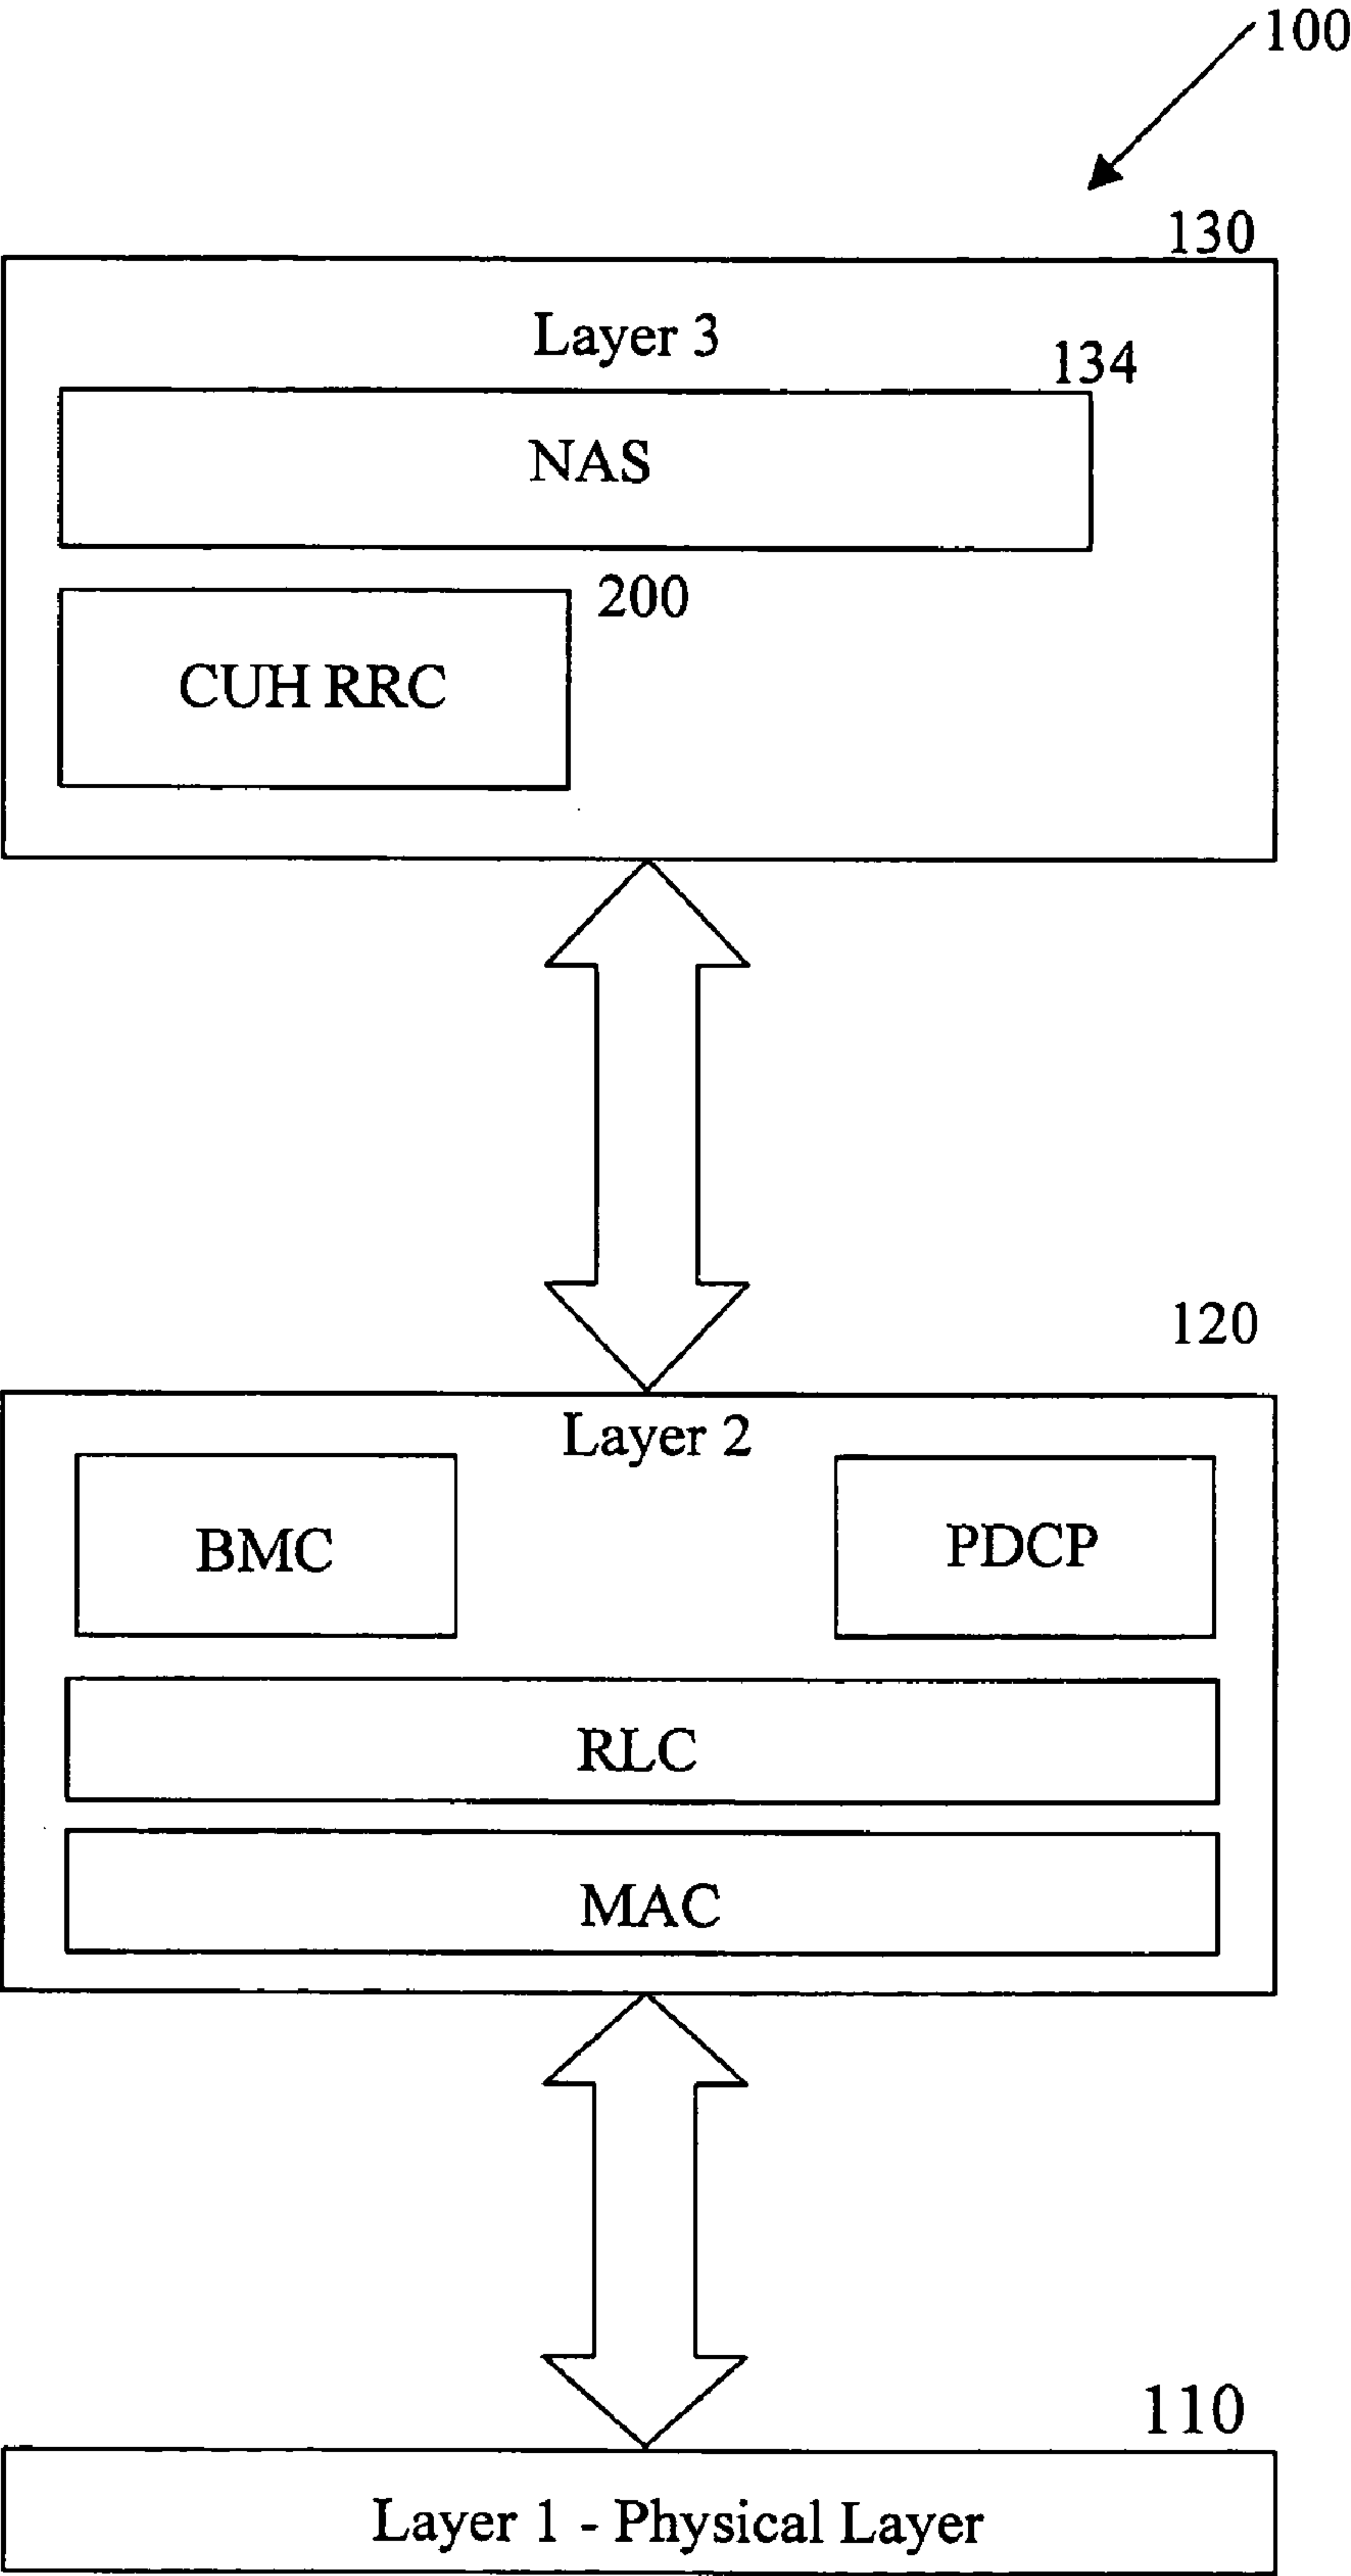 100
130
Layer 3
134
NAS
200
CUH RRC
120
Layer 2
BMC
PDCP
RLC
MAC
110
Layer 1 - Physical Layer